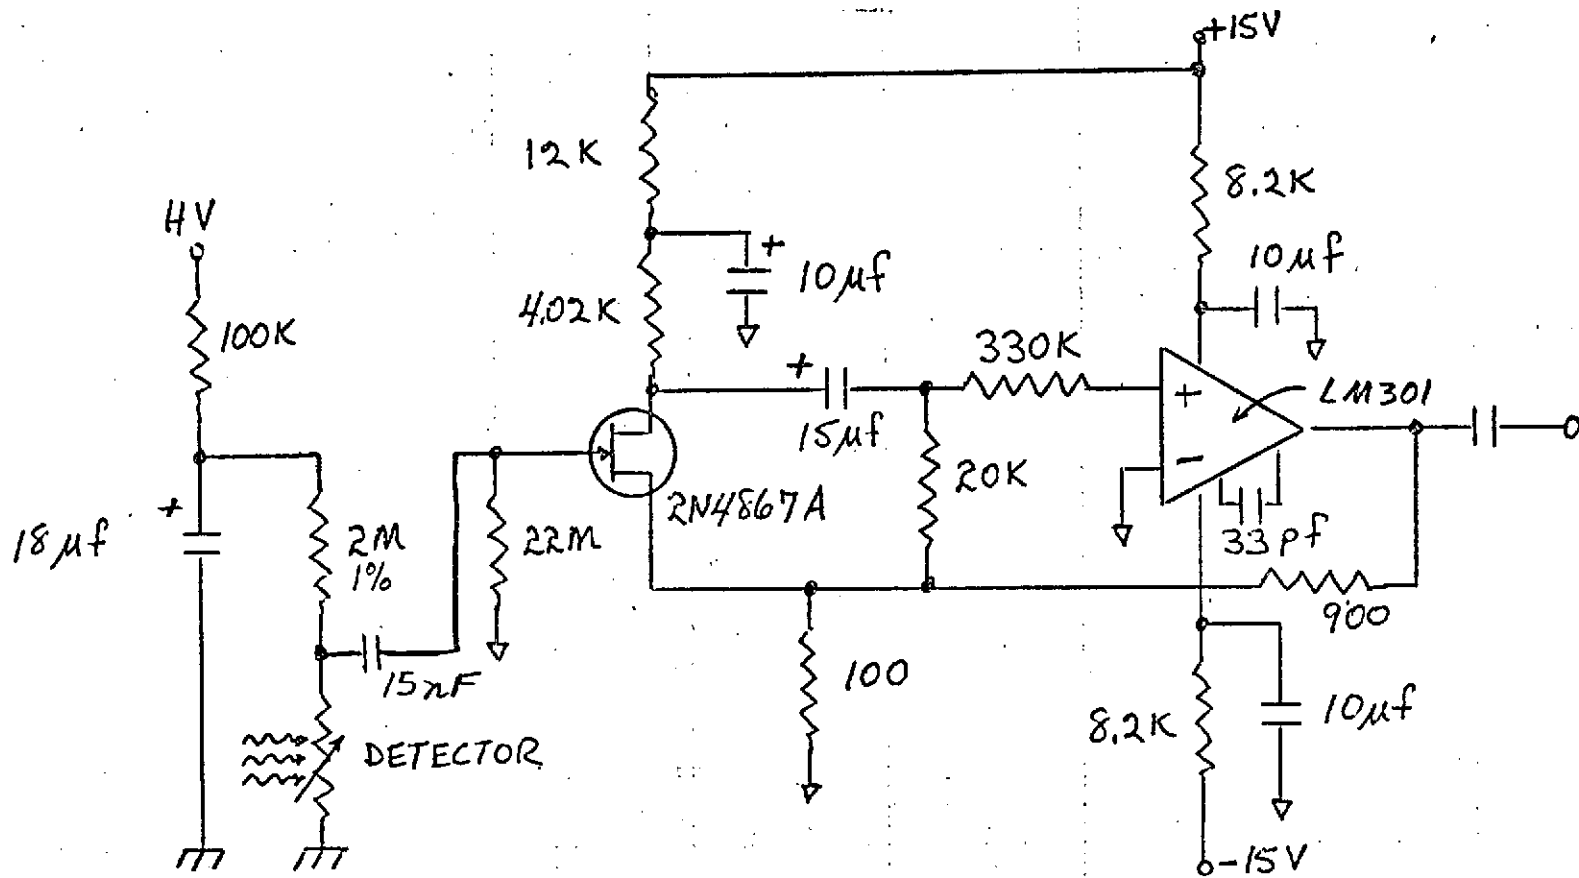 +15V
12K
8.2K
HV
+
10µf
10µf
4.02K
100K
330K
+
+
LM301
15µf
-
20K
2N4867A
+
18µf
2M
1%
22M
33pf
900
15nF
100
10µf
8.2K
DETECTOR
-15V